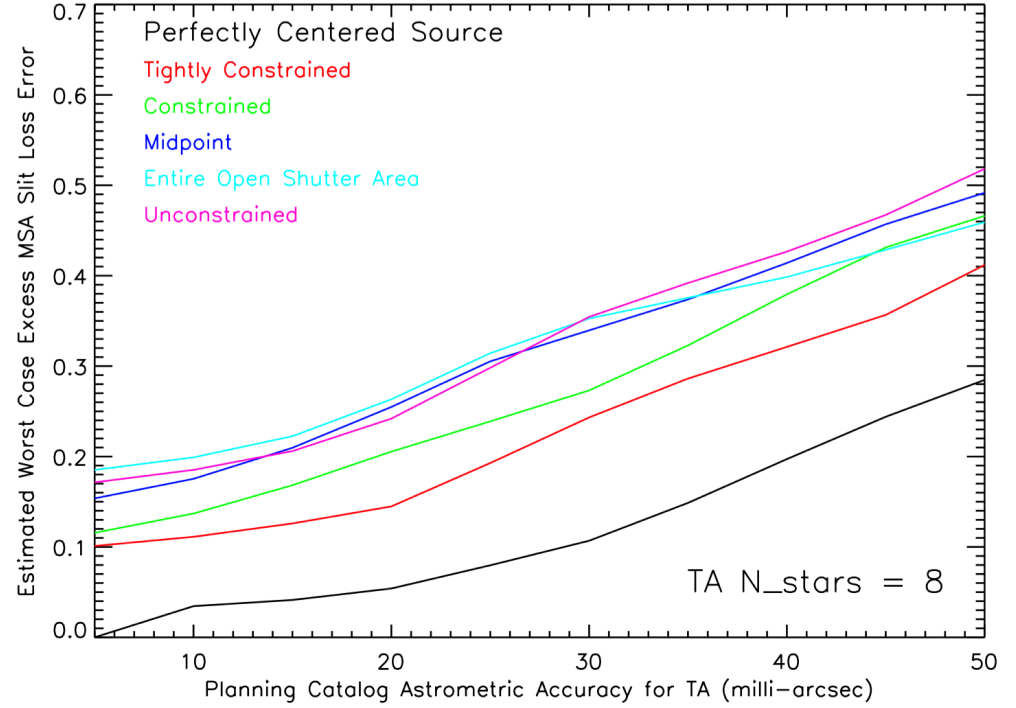 0.7
0.6
0.5
0.4
0.3
0.2
0.1
0.0
Estimated Worst Case Excess MSA Slit Loss Error
Perfectly Centered Source
Tightly Constrained
Constrained
Midpoint
Entire Open Shutter Area
Unconstrained
TA N_stars = 8
10 20 30 40 50
Planning Catalog Astrometric Accuracy for TA (milli-arcsec)